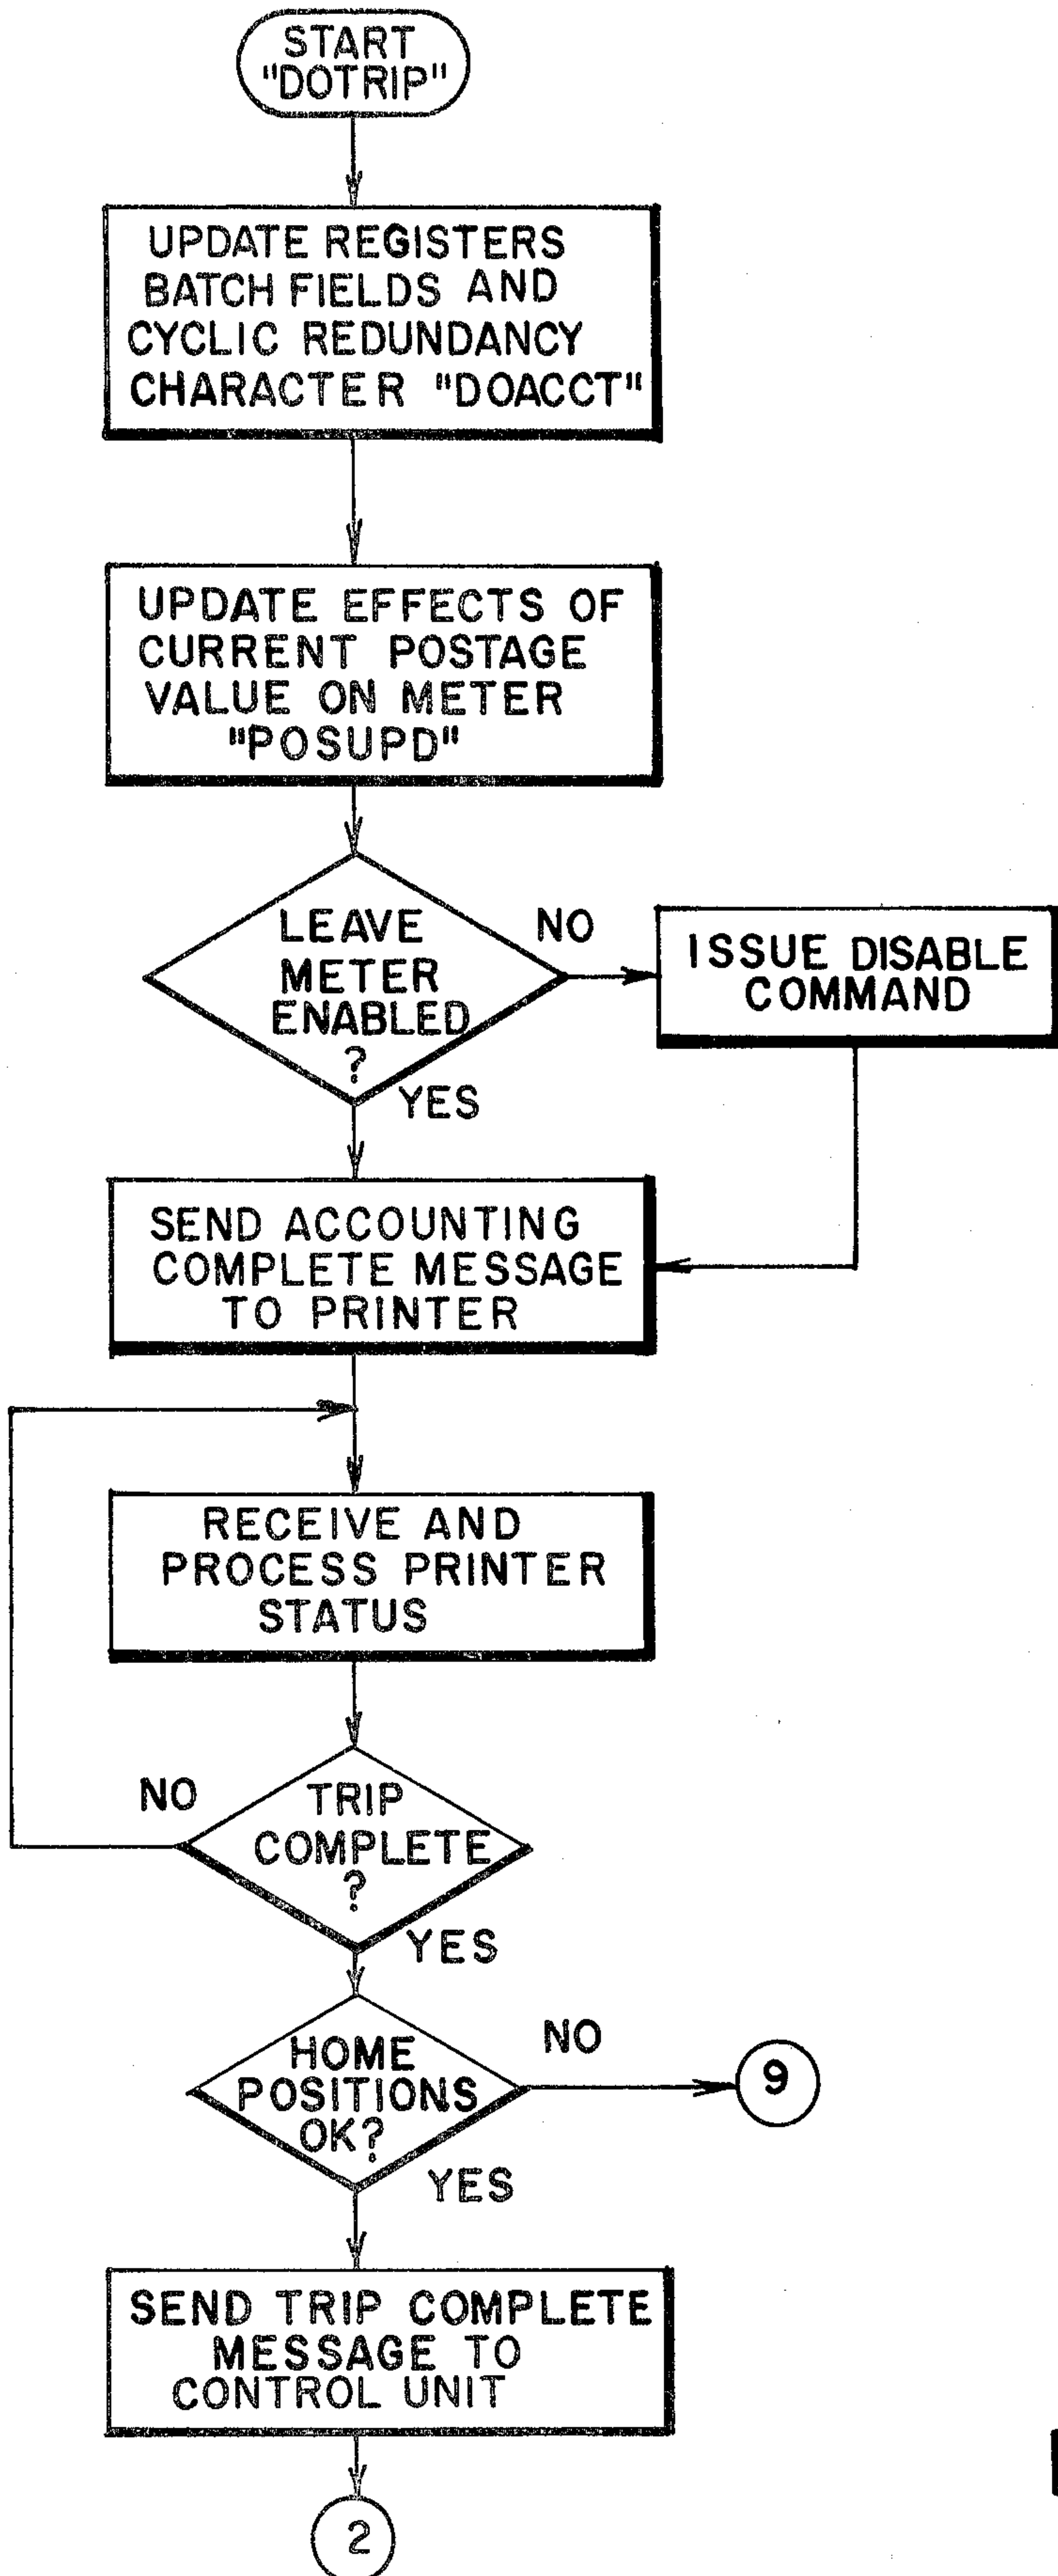 START
"DOTRIP"
UPDATE REGISTERS
BATCH FIELDS AND
CYCLIC REDUNDANCY
CHARACTER "DOACCT"
UPDATE EFFECTS OF
CURRENT POSTAGE
VALUE ON METER
"POSUPD"
LEAVE
METER
ENABLED
?
NO
ISSUE DISABLE
COMMAND
YES
SEND ACCOUNTING
COMPLETE MESSAGE
TO PRINTER
RECEIVE AND
PROCESS PRINTER
STATUS
NO
TRIP
COMPLETE
?
YES
HOME
POSITIONS
OK?
NO
9
YES
SEND TRIP COMPLETE
MESSAGE TO
CONTROL UNIT
2